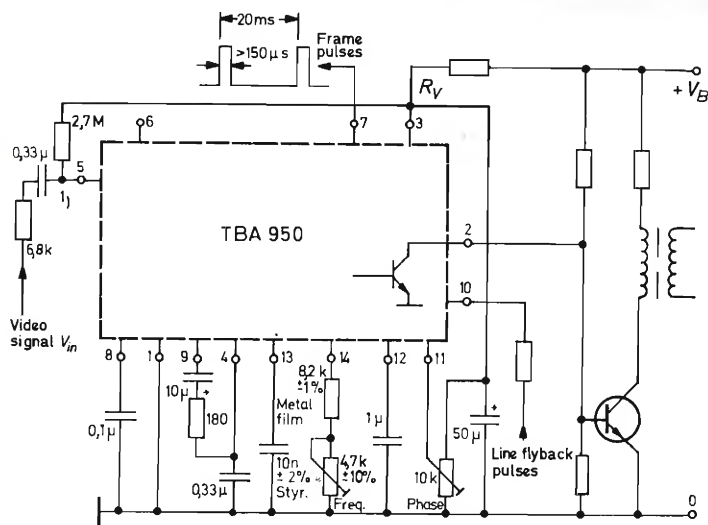 20ms
>150µs
Frame
pulses
R_V
+V_B
6
7
3
2,7M
0,33µ
5
1)
6,8k
Video
signal V_in
TBA 950
2
10
8
1
9
4
13
14
12
11
8,2k
±1%
Metal
film
10µ
+
180
0,1µ
1µ
+
50µ
Line flyback
pulses
10n
±2%
Styr.
4,7k
±10%
Freq.
10k
Phase
0,33µ
0